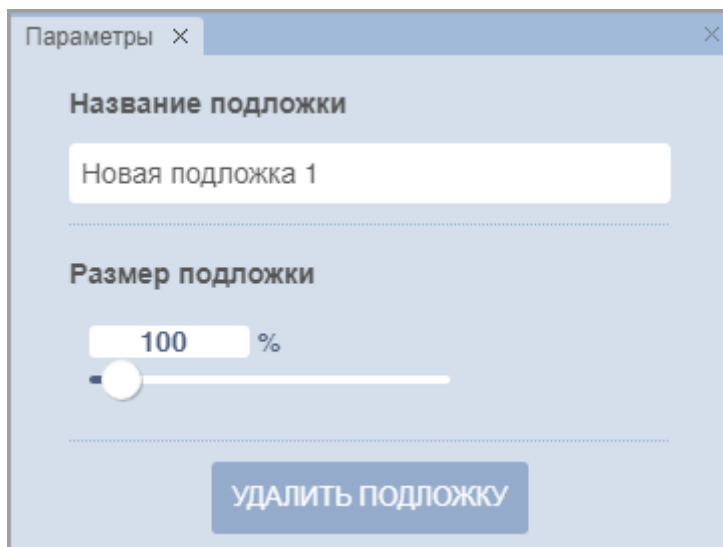 Параметры
Название подложки
Новая подложка 1
Размер подложки
100 %
УДАЛИТЬ ПОДЛОЖКУ